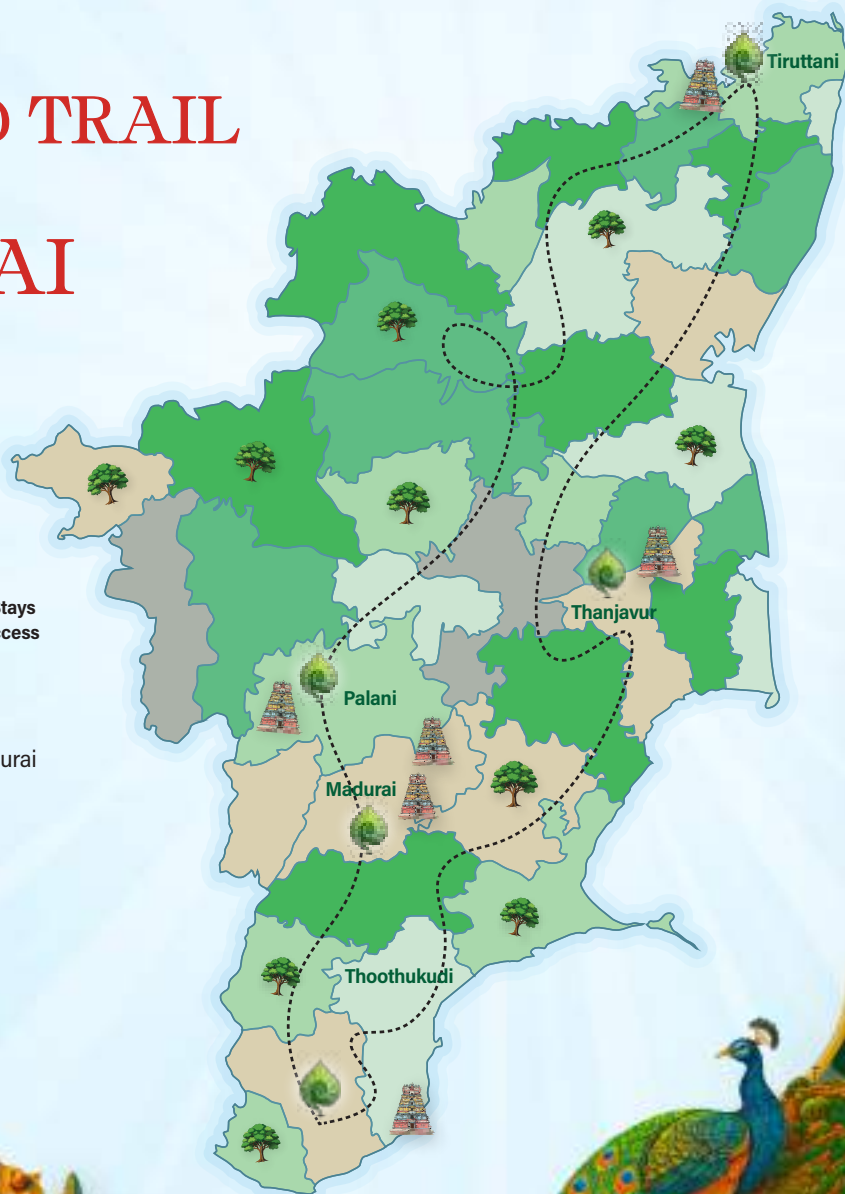 TRAIL
AI
tays
cess
urai
Tiruttani
Thanjavur
Palani
Madurai
Thoothukudi